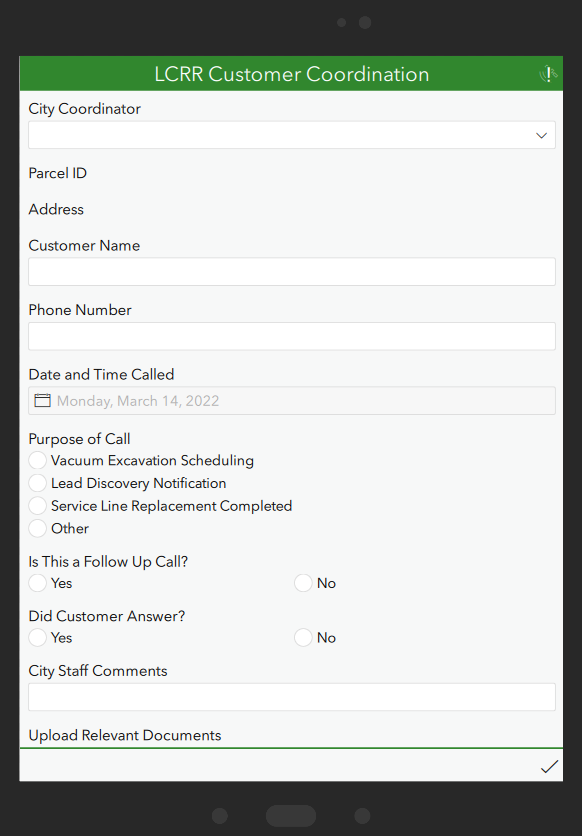 LCRR Customer Coordination
City Coordinator
Parcel ID
Address
Customer Name
Phone Number
Date and Time Called
Monday, March 14, 2022
Purpose of Call
Vacuum Excavation Scheduling
Lead Discovery Notification
Service Line Replacement Completed
Other
Is This a Follow Up Call?
Yes No
Did Customer Answer?
Yes No
City Staff Comments
Upload Relevant Documents